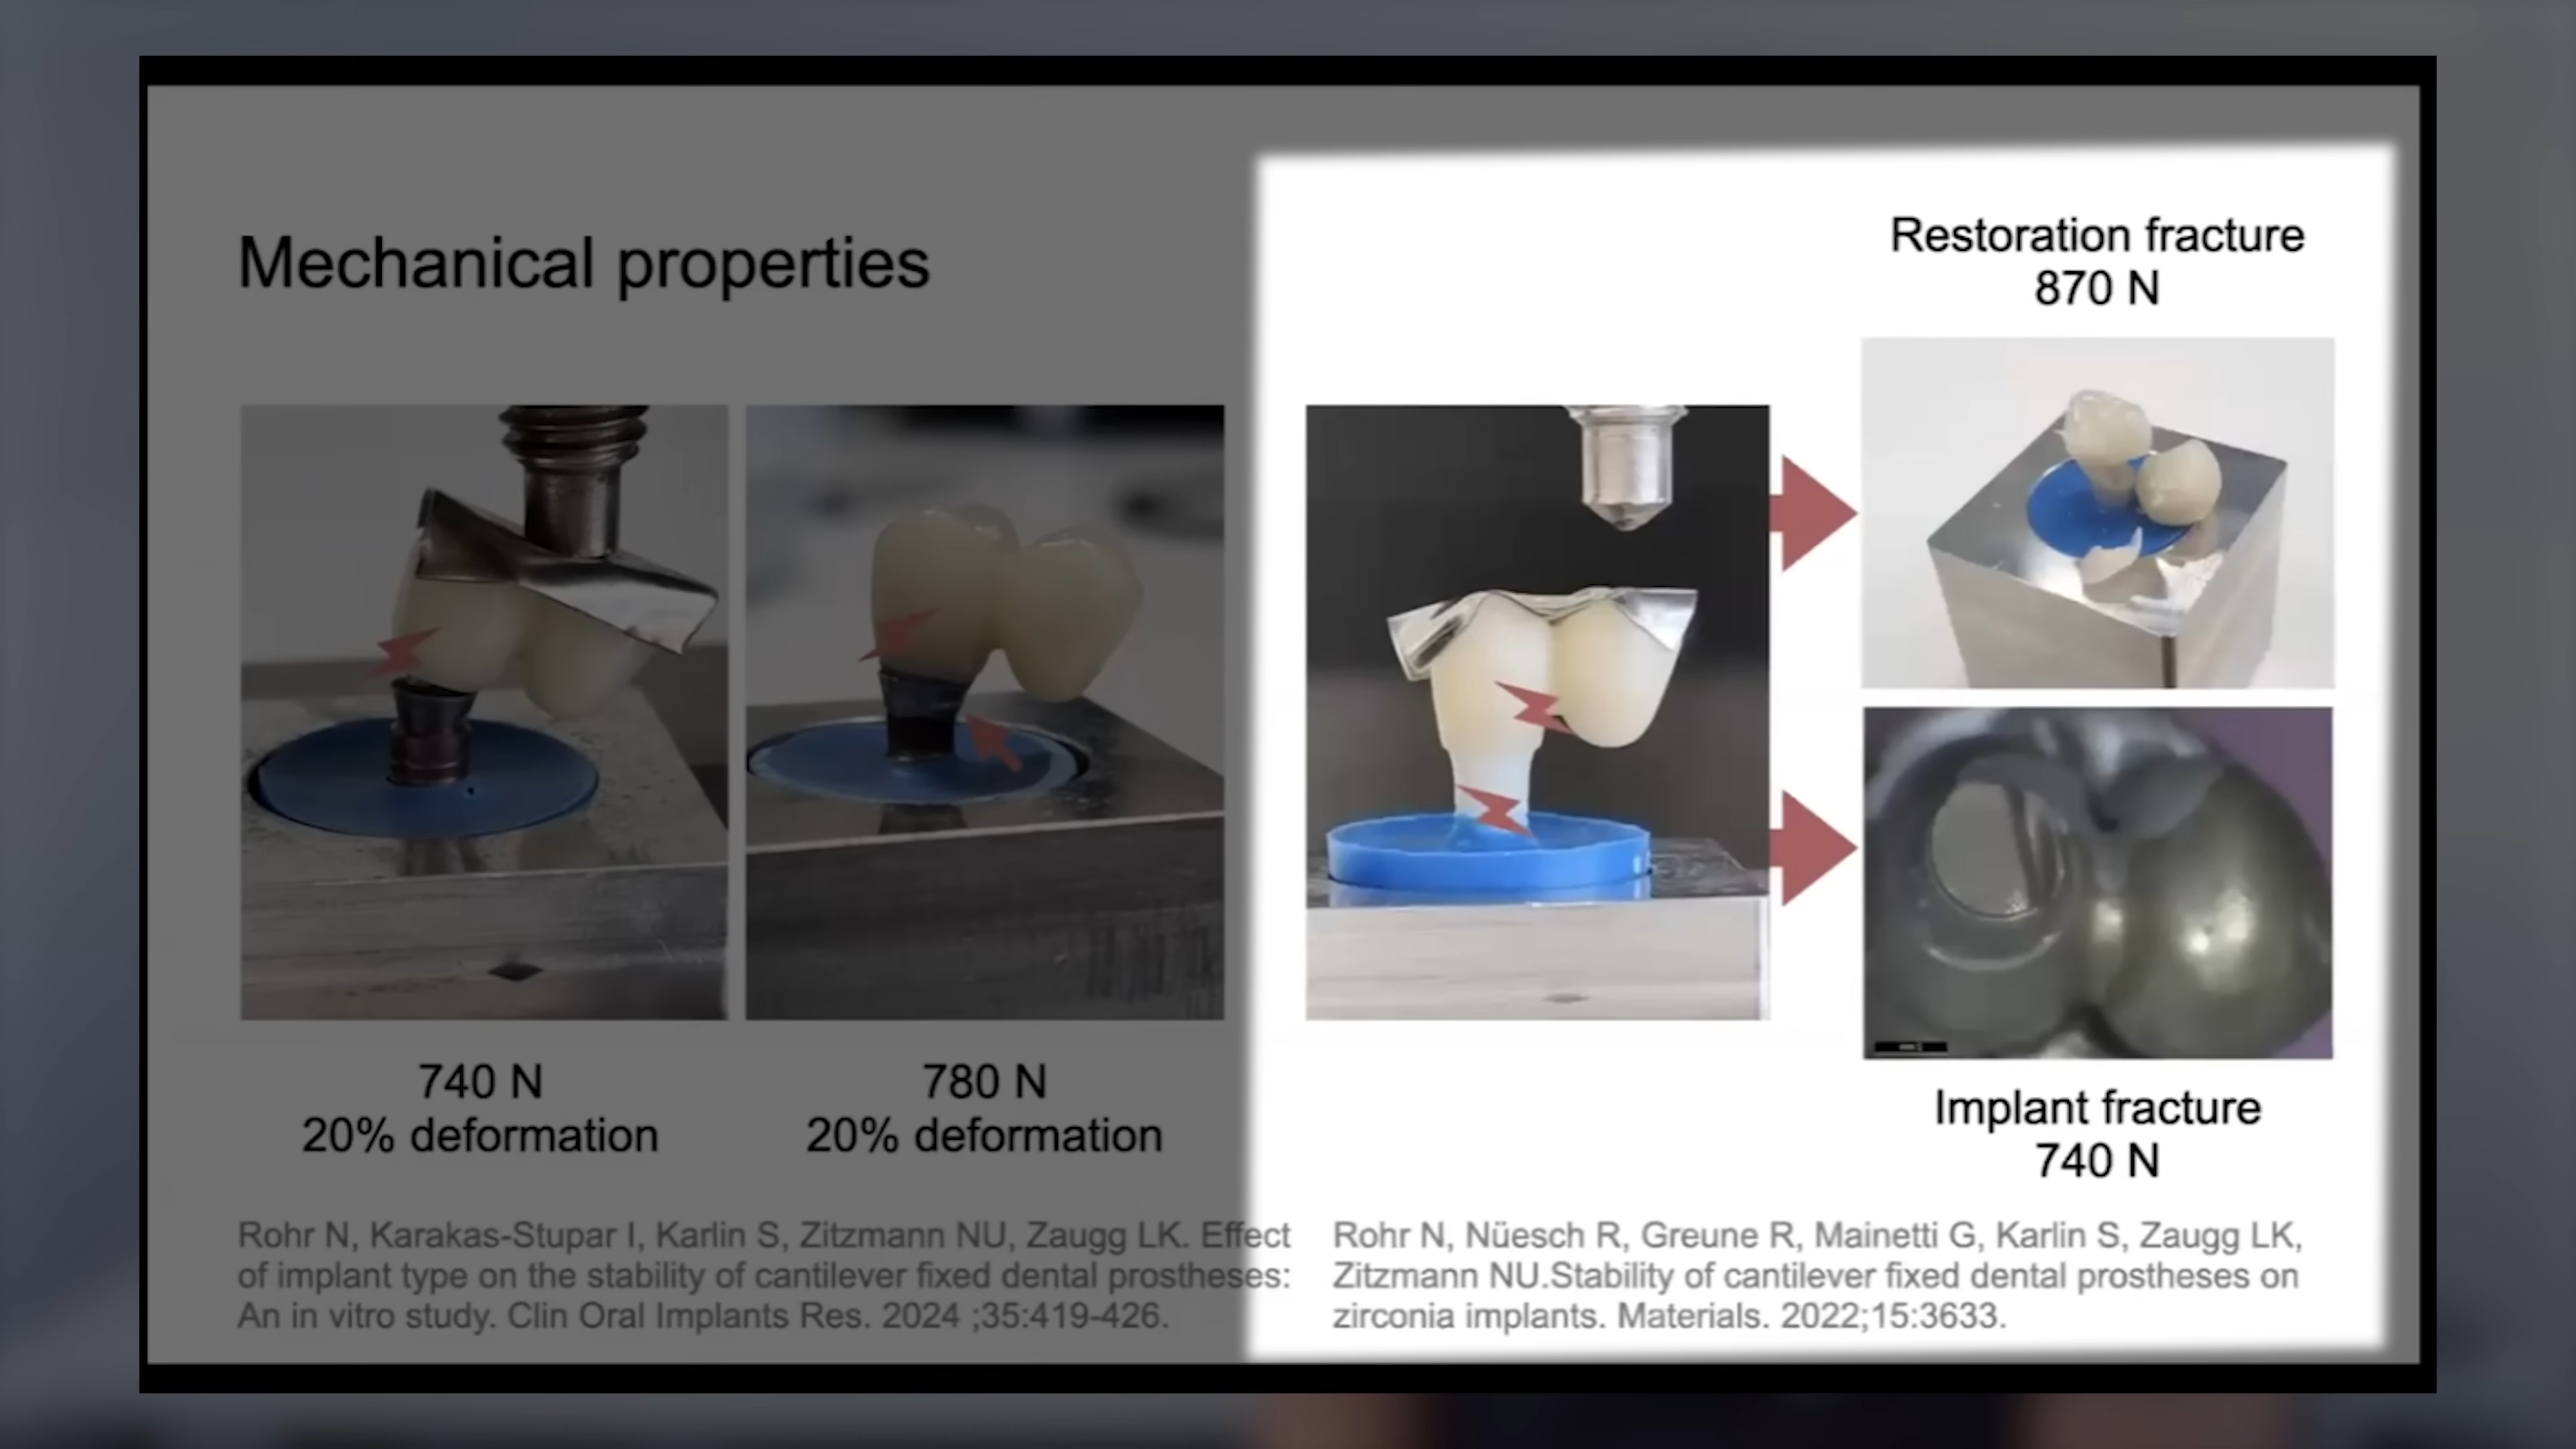 Mechanical properties
740 N
20% deformation
780 N
20% deformation
Rohr N, Karakas-Stupar I, Karlin S, Zitzmann NU, Zaugg LK. Effect
of implant type on the stability of cantilever fixed dental prostheses:
An in vitro study. Clin Oral Implants Res. 2024 ;35:419-426.
Restoration fracture
870 N
Implant fracture
740 N
Rohr N, Nüesch R, Greune R, Mainetti G, Karlin S, Zaugg LK,
Zitzmann NU.Stability of cantilever fixed dental prostheses on
zirconia implants. Materials. 2022;15:3633.